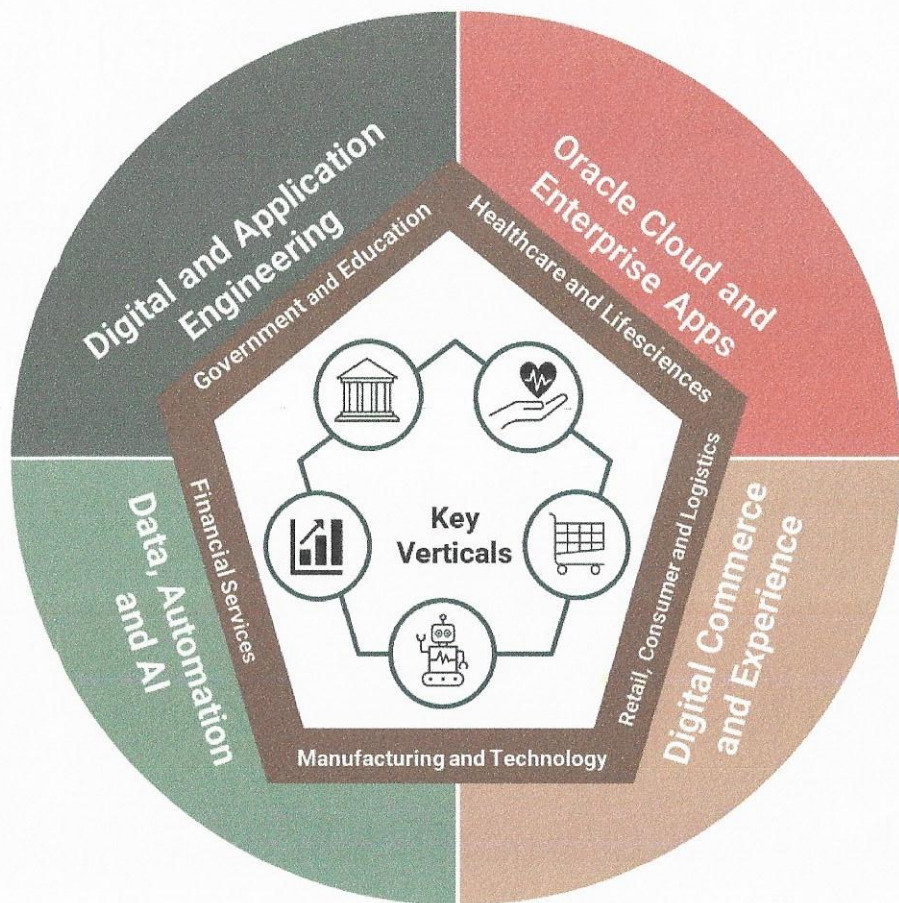 Digital and Application
Engineering
Oracle Cloud and
Enterprise Apps
Government and Education
Healthcare and Lifesciences
Financial Services
Key
Verticals
Retail, Consumer and Logistics
Data, Automation
and AI
Digital Commerce
and Experience
Manufacturing and Technology